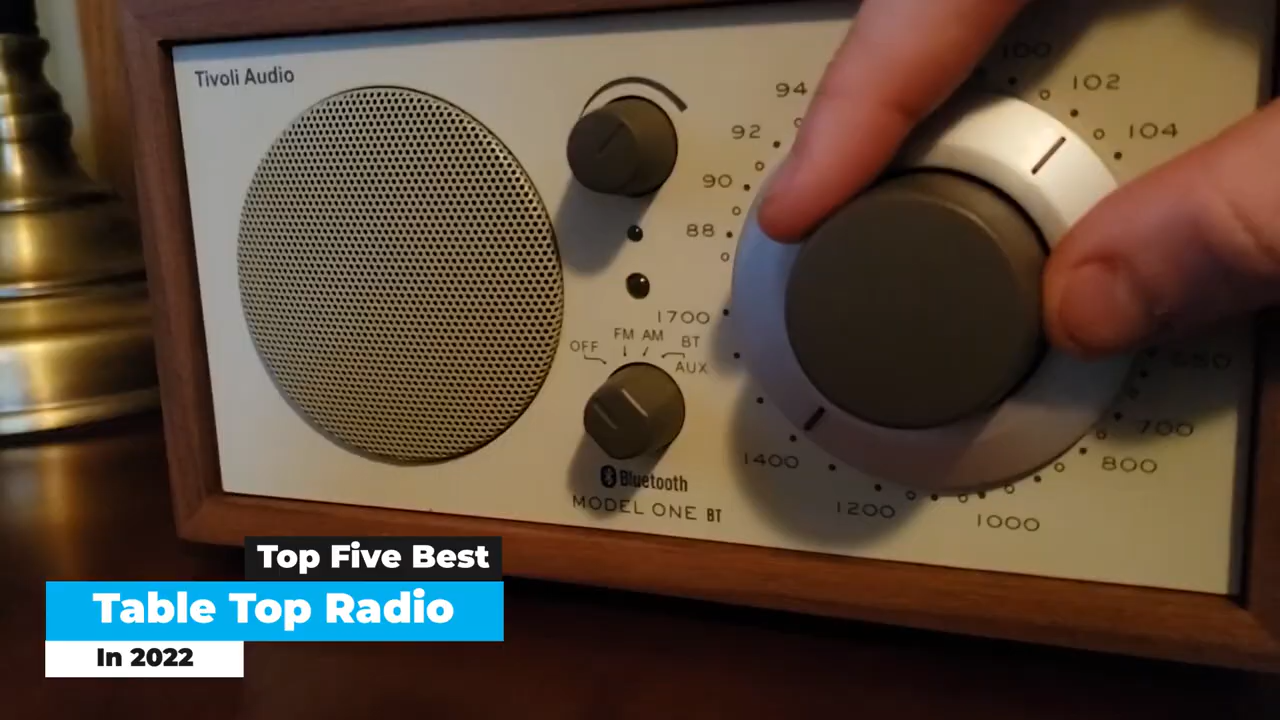 Tivoli Audio
100
94
102
92
104
90
88
1700
FM AM
OFF
BT
AUX
700
1400
800
Bluetooth
1200
MODEL ONE BT
1000
Top Five Best
Table Top Radio
In 2022